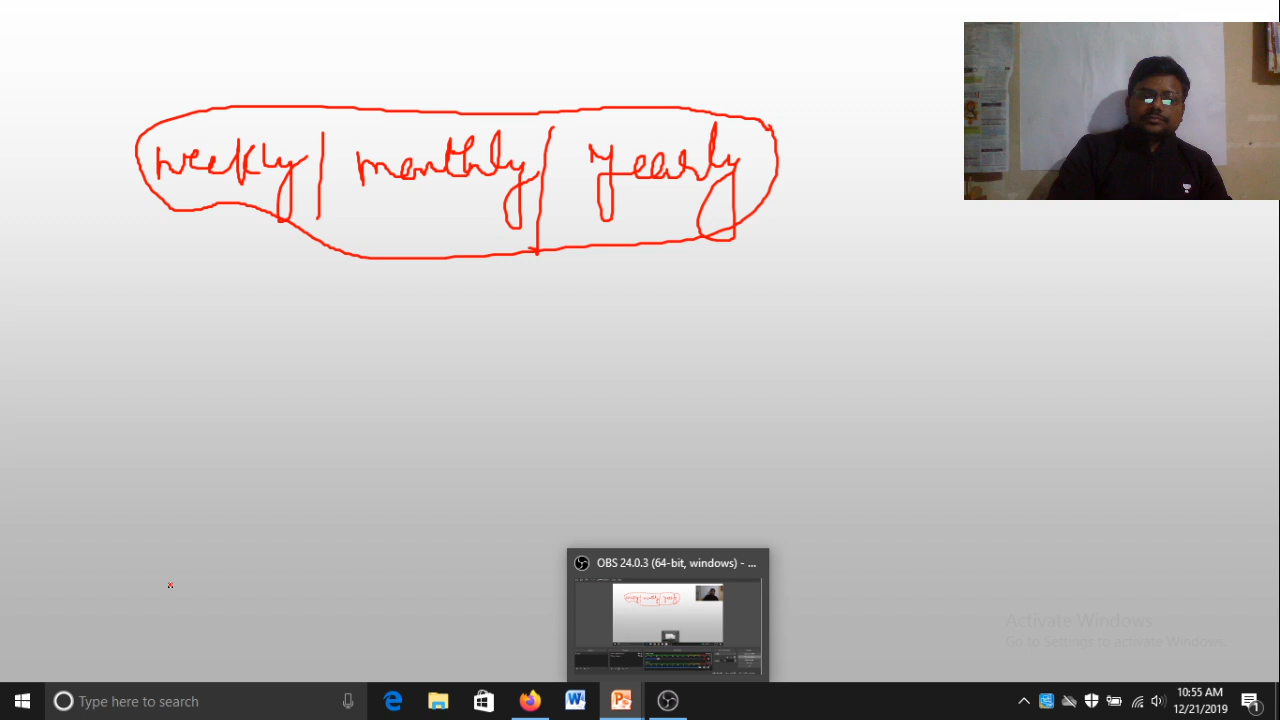 weekly | monthly / yearly
OBS 24.0.3 (64-bit, windows) - ...
Activate Windows
Go to Settings to activate Windows.
Type here to search
10:55 AM
12/21/2019
1